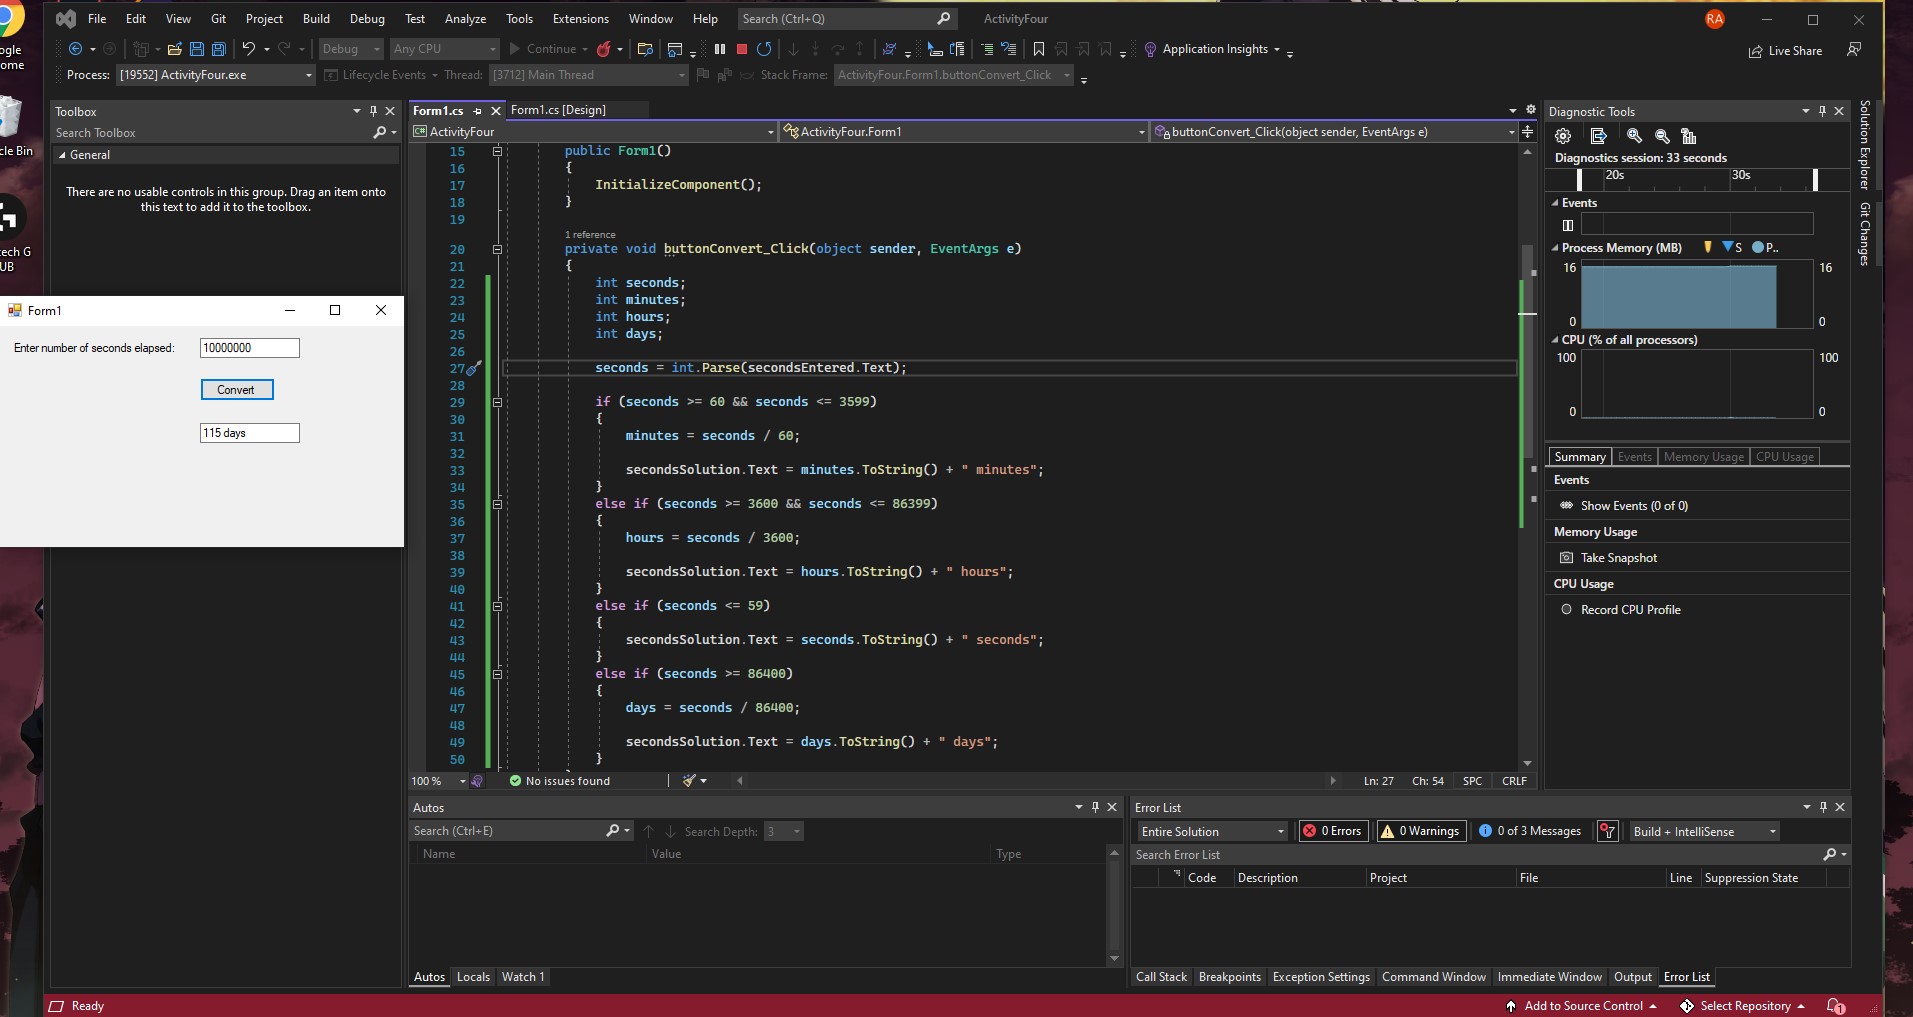 File Edit View Git Project Build Debug Test Analyze Tools Extensions Window Help Search (Ctrl+Q) ActivityFour RA
Debug Any CPU Continue Application Insights Live Share
Process: [19552] ActivityFour.exe Lifecycle Events Thread: [3712] Main Thread Stack Frame: ActivityFour.Form1.buttonConvert_Click
Toolbox
Search Toolbox
General
There are no usable controls in this group. Drag an item onto
this text to add it to the toolbox.
Form1
Enter number of seconds elapsed: 10000000
Convert
115 days
Form1.cs Form1.cs [Design]
ActivityFour ActivityFour.Form1 buttonConvert_Click(object sender, EventArgs e)
15 public Form1()
16 {
17 InitializeComponent();
18 }
19
1 reference
20 private void buttonConvert_Click(object sender, EventArgs e)
21 {
22 int seconds;
23 int minutes;
24 int hours;
25 int days;
26
27 seconds = int.Parse(secondsEntered.Text);
28
29 if (seconds >= 60 && seconds <= 3599)
30 {
31 minutes = seconds / 60;
32
33 secondsSolution.Text = minutes.ToString() + " minutes";
34 }
35 else if (seconds >= 3600 && seconds <= 86399)
36 {
37 hours = seconds / 3600;
38
39 secondsSolution.Text = hours.ToString() + " hours";
40 }
41 else if (seconds <= 59)
42 {
43 secondsSolution.Text = seconds.ToString() + " seconds";
44 }
45 else if (seconds >= 86400)
46 {
47 days = seconds / 86400;
48
49 secondsSolution.Text = days.ToString() + " days";
50 }
100 % No issues found Ln: 27 Ch: 54 SPC CRLF
Diagnostic Tools
Diagnostics session: 33 seconds
20s 30s
Events
Process Memory (MB) S P..
16 16
0 0
CPU (% of all processors)
100 100
0 0
Summary Events Memory Usage CPU Usage
Events
Show Events (0 of 0)
Memory Usage
Take Snapshot
CPU Usage
Record CPU Profile
Solution Explorer
Git Changes
Autos
Search (Ctrl+E) Search Depth: 3
Name Value Type
Autos Locals Watch 1
Error List
Entire Solution 0 Errors 0 Warnings 0 of 3 Messages Build + IntelliSense
Search Error List
Code Description Project File Line Suppression State
Call Stack Breakpoints Exception Settings Command Window Immediate Window Output Error List
Ready Add to Source Control Select Repository 1
ogle
ome
cle Bin
tech G
UB